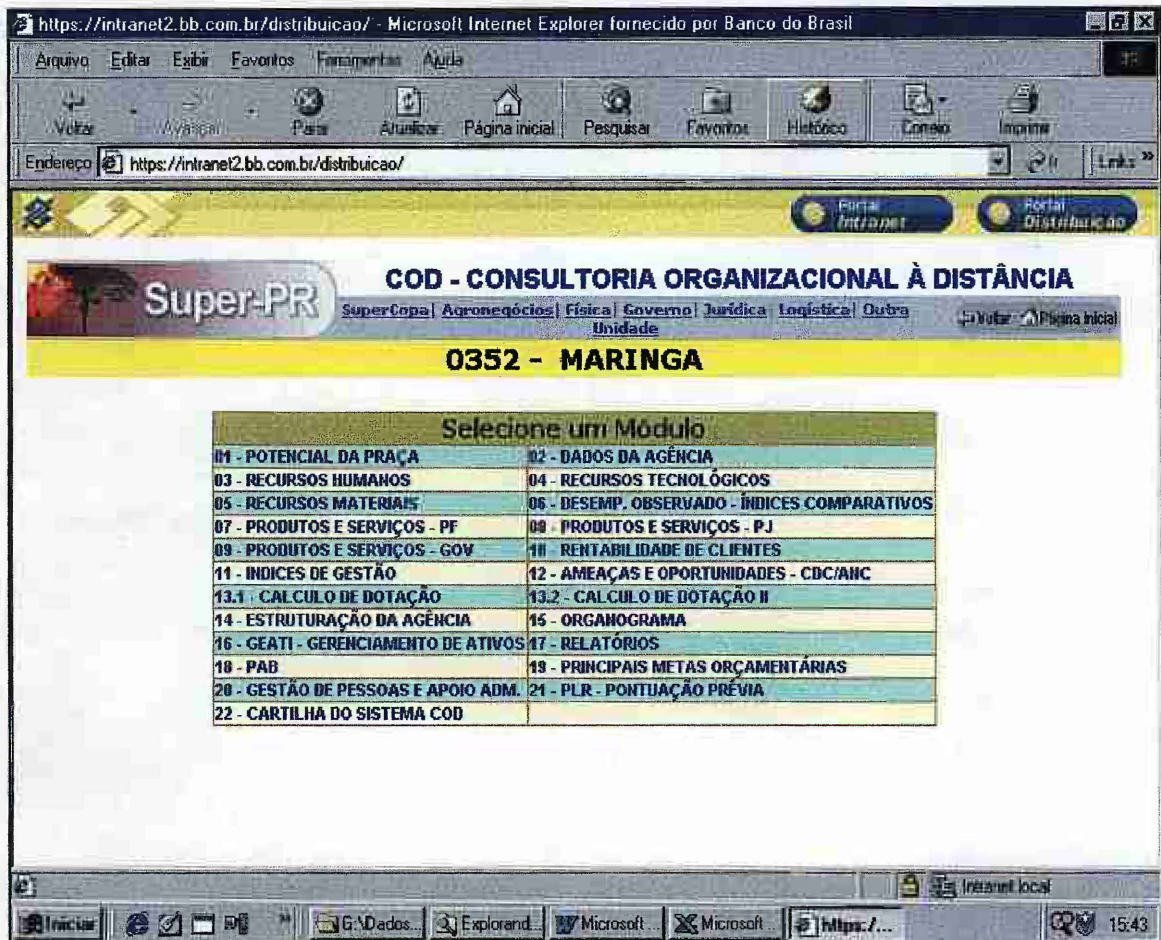 https://intranet2.bb.com.br/distribuicao/ - Microsoft Internet Explorer fornecido por Banco do Brasil
Arquivo Editar Exibir Favoritos Ferramentas Ajuda
Voltar Avançar Parar Atualizar Página inicial Pesquisar Favoritos Histórico Correio Imprimir
Endereço https://intranet2.bb.com.br/distribuicao/ Ir Links »
Portal Intranet Portal Distribuição
COD - CONSULTORIA ORGANIZACIONAL À DISTÂNCIA
Super-PR
SuperCopa| Agronegócios| Física| Governo| Jurídica| Logística| Outra Unidade
Voltar Página Inicial
0352 - MARINGA
Selecione um Módulo
01 - POTENCIAL DA PRAÇA 02 - DADOS DA AGÊNCIA
03 - RECURSOS HUMANOS 04 - RECURSOS TECNOLÓGICOS
05 - RECURSOS MATERIAIS 06 - DESEMP. OBSERVADO - ÍNDICES COMPARATIVOS
07 - PRODUTOS E SERVIÇOS - PF 08 - PRODUTOS E SERVIÇOS - PJ
09 - PRODUTOS E SERVIÇOS - GOV 10 - RENTABILIDADE DE CLIENTES
11 - INDICES DE GESTÃO 12 - AMEAÇAS E OPORTUNIDADES - CDC/ANC
13.1 - CALCULO DE DOTAÇÃO 13.2 - CALCULO DE DOTAÇÃO II
14 - ESTRUTURAÇÃO DA AGÊNCIA 15 - ORGANOGRAMA
16 - GEATI - GERENCIAMENTO DE ATIVOS 17 - RELATÓRIOS
18 - PAB 19 - PRINCIPAIS METAS ORÇAMENTÁRIAS
20 - GESTÃO DE PESSOAS E APOIO ADM. 21 - PLR - PONTUAÇÃO PRÉVIA
22 - CARTILHA DO SISTEMA COD
Intranet local
Iniciar » G:\Dados... Explorand... Microsoft ... Microsoft ... https:/... 15:43